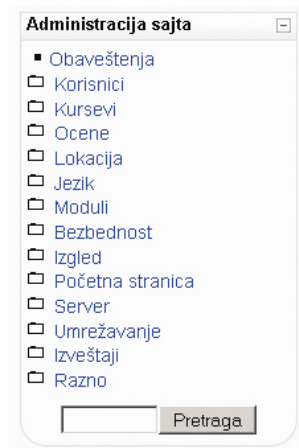 Administracija sajta
Obaveštenja
Korisnici
Kursevi
Ocene
Lokacija
Jezik
Moduli
Bezbednost
Izgled
Početna stranica
Server
Umrežavanje
Izveštaji
Razno
Pretraga